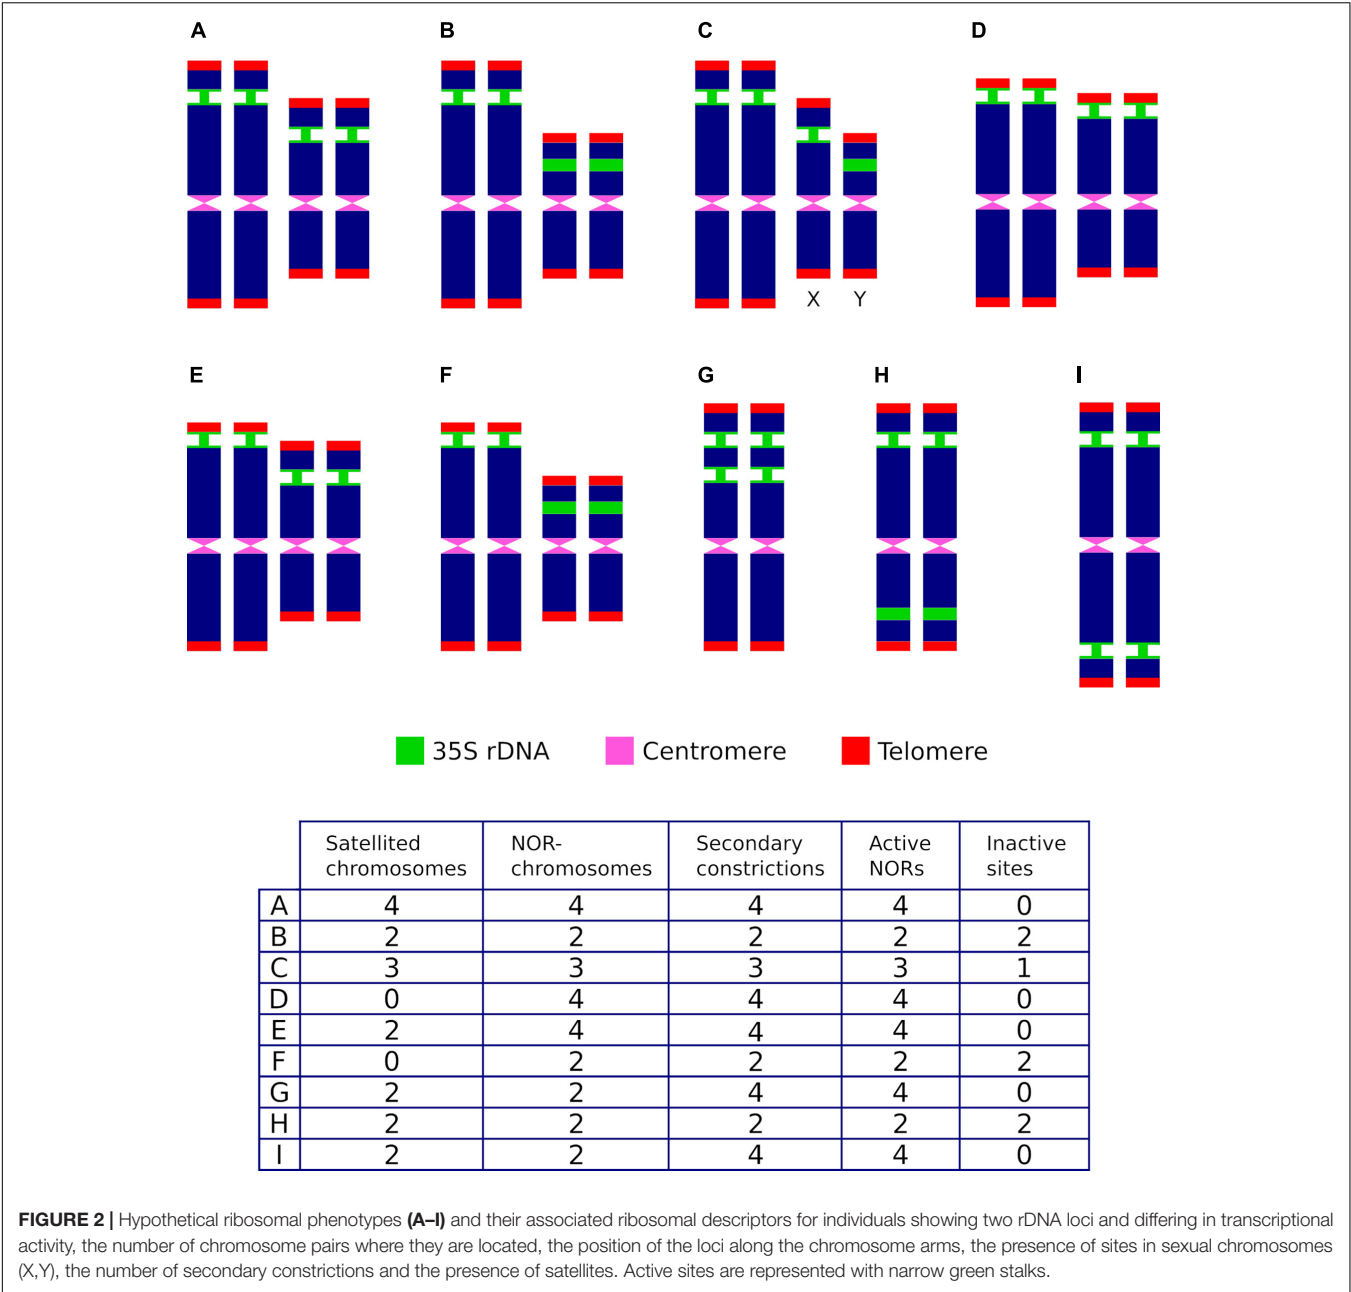 A B C D
X Y
E F G H I
35S rDNA Centromere Telomere
Satellited chromosomes NOR-chromosomes Secondary constrictions Active NORs Inactive sites
A 4 4 4 4 0
B 2 2 2 2 2
C 3 3 3 3 1
D 0 4 4 4 0
E 2 4 4 4 0
F 0 2 2 2 2
G 2 2 4 4 0
H 2 2 2 2 2
I 2 2 4 4 0
FIGURE 2 | Hypothetical ribosomal phenotypes (A–I) and their associated ribosomal descriptors for individuals showing two rDNA loci and differing in transcriptional
activity, the number of chromosome pairs where they are located, the position of the loci along the chromosome arms, the presence of sites in sexual chromosomes
(X,Y), the number of secondary constrictions and the presence of satellites. Active sites are represented with narrow green stalks.